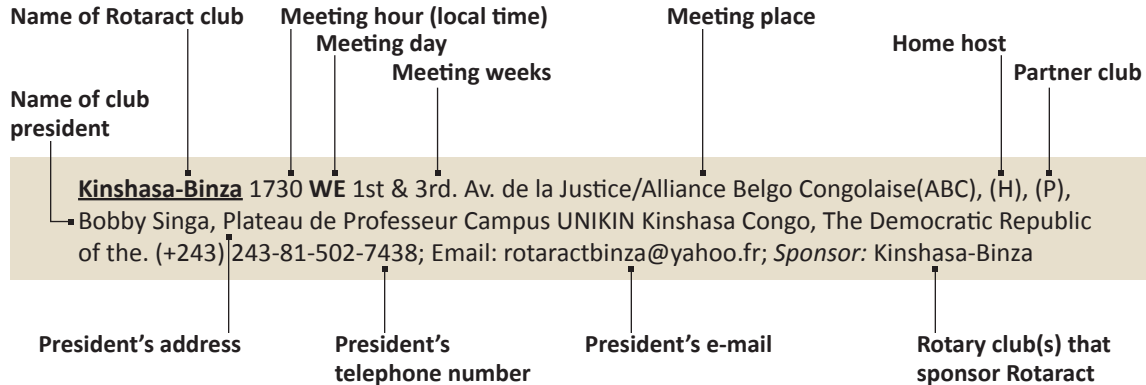 Name of Rotaract club
Meeting hour (local time)
Meeting place
Meeting day
Home host
Meeting weeks
Partner club
Name of club
president
Kinshasa-Binza 1730 WE 1st & 3rd. Av. de la Justice/Alliance Belgo Congolaise(ABC), (H), (P),
Bobby Singa, Plateau de Professeur Campus UNIKIN Kinshasa Congo, The Democratic Republic
of the. (+243) 243-81-502-7438; Email: rotaractbinza@yahoo.fr; Sponsor: Kinshasa-Binza
President’s address
President’s
telephone number
President’s e-mail
Rotary club(s) that
sponsor Rotaract